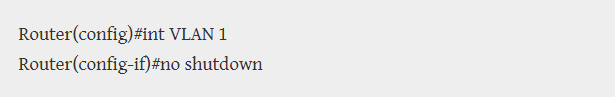 Router(config)#int VLAN 1
Router(config-if)#no shutdown